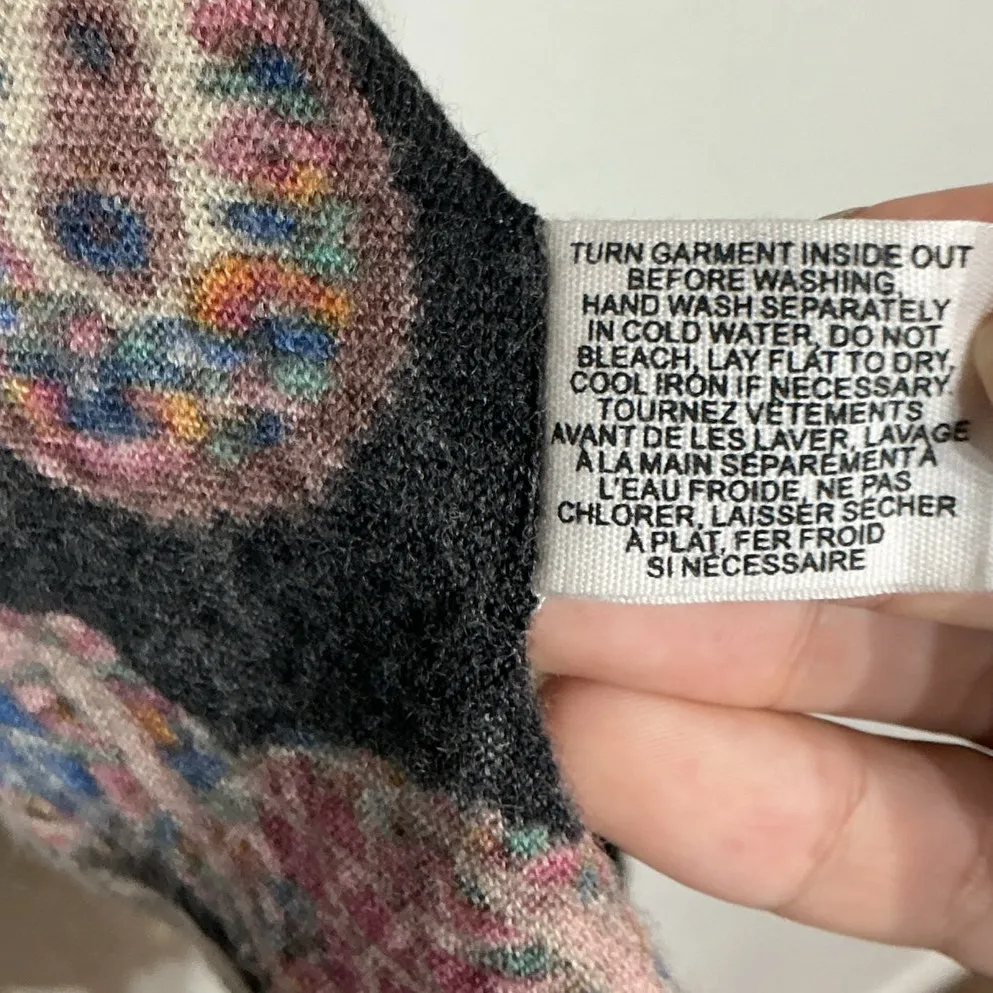 TURN GARMENT INSIDE OUT
BEFORE WASHING,
HAND WASH SEPARATELY
IN COLD WATER, DO NOT
BLEACH, LAY FLAT TO DRY,
COOL IRON IF NECESSARY.
TOURNEZ VÊTEMENTS
AVANT DE LES LAVER, LAVAGE
À LA MAIN SÉPARÉMENT À
L'EAU FROIDE, NE PAS
CHLORER, LAISSER SÉCHER
À PLAT, FER FROID
SI NÉCESSAIRE